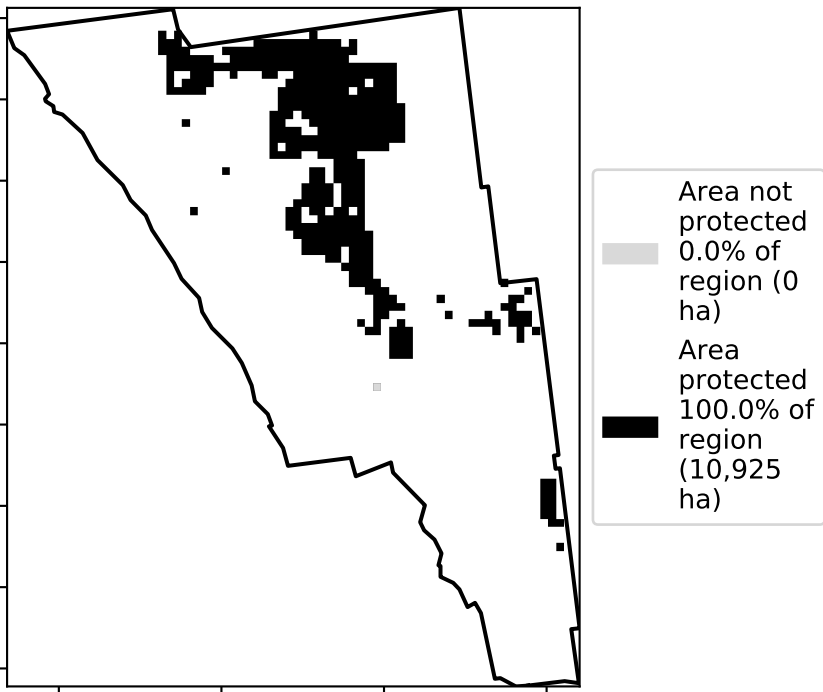 Area not
protected
0.0% of
region (0
ha)
Area
protected
100.0% of
region
(10,925
ha)